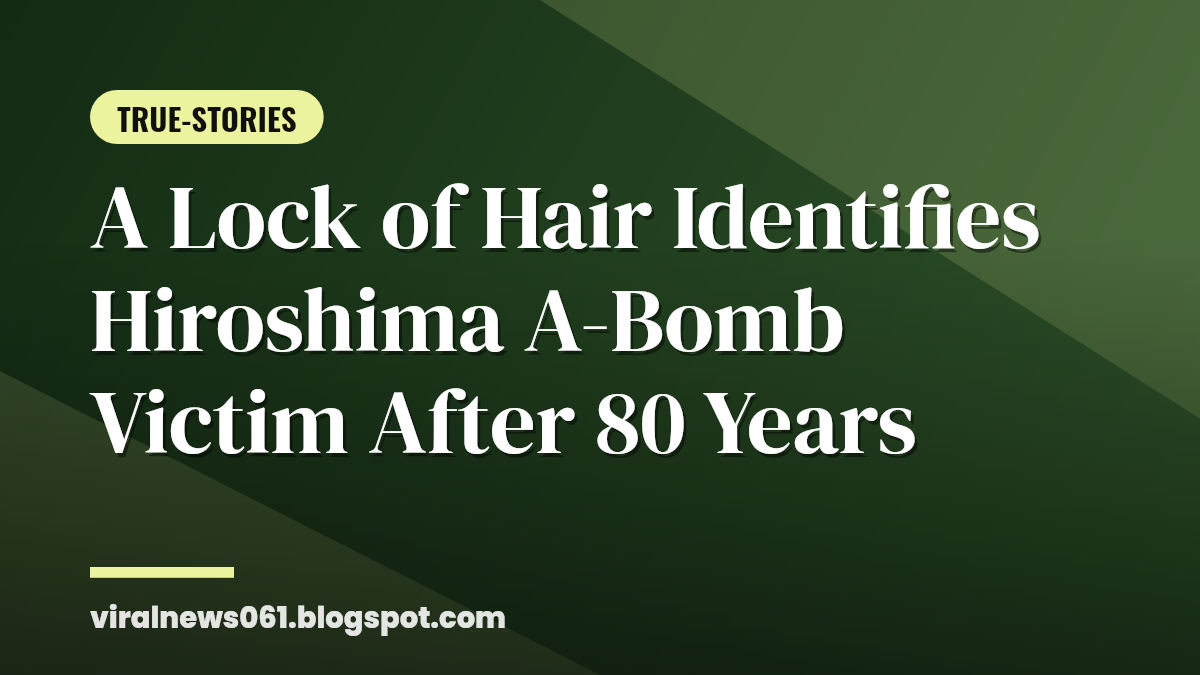 TRUE-STORIES
A Lock of Hair Identifies
Hiroshima A-Bomb
Victim After 80 Years
viralnews061.blogspot.com